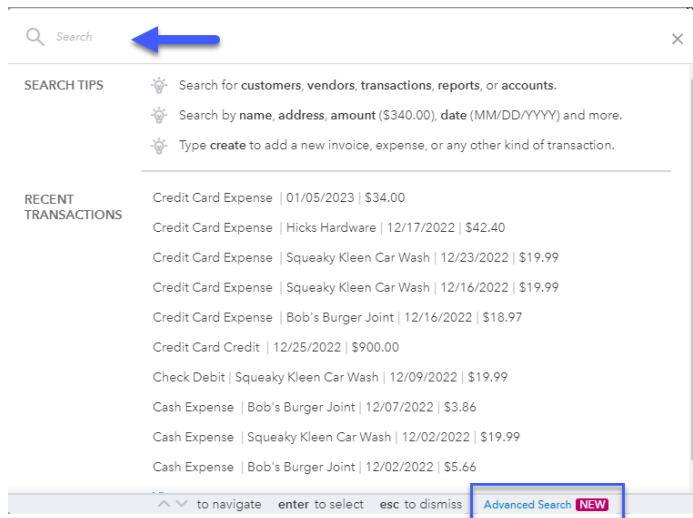 Search
SEARCH TIPS
Search for customers, vendors, transactions, reports, or accounts.
Search by name, address, amount ($340.00), date (MM/DD/YYYY) and more.
Type create to add a new invoice, expense, or any other kind of transaction.
RECENT
TRANSACTIONS
Credit Card Expense | 01/05/2023 | $34.00
Credit Card Expense | Hicks Hardware | 12/17/2022 | $42.40
Credit Card Expense | Squeaky Kleen Car Wash | 12/23/2022 | $19.99
Credit Card Expense | Squeaky Kleen Car Wash | 12/16/2022 | $19.99
Credit Card Expense | Bob's Burger Joint | 12/16/2022 | $18.97
Credit Card Credit | 12/25/2022 | $900.00
Check Debit | Squeaky Kleen Car Wash | 12/09/2022 | $19.99
Cash Expense | Bob's Burger Joint | 12/07/2022 | $3.86
Cash Expense | Squeaky Kleen Car Wash | 12/02/2022 | $19.99
Cash Expense | Bob's Burger Joint | 12/02/2022 | $5.66
to navigate enter to select esc to dismiss Advanced Search NEW